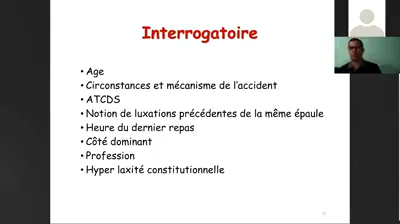 Interrogatoire
• Age
• Circonstances et mécanisme de l'accident
• ATCDS
• Notion de luxations précédentes de la même épaule
• Heure du dernier repas
• Côté dominant
• Profession
• Hyper laxité constitutionnelle